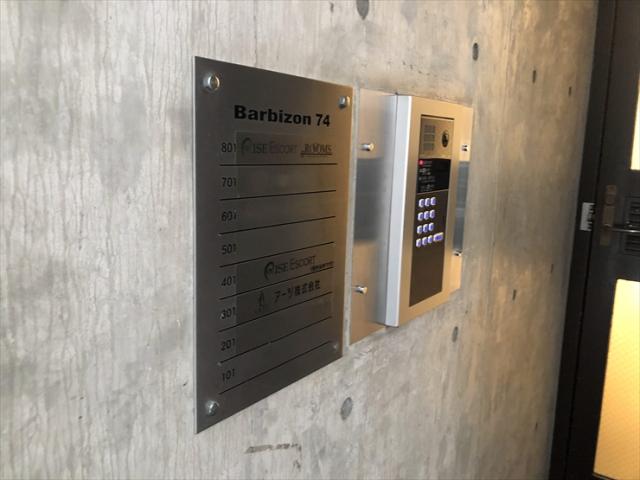 Barbizon 74
801 RISE ESCORT J's ROOMS
701
601
501
401 RISE ESCORT
301 アーツ株式会社
201
101